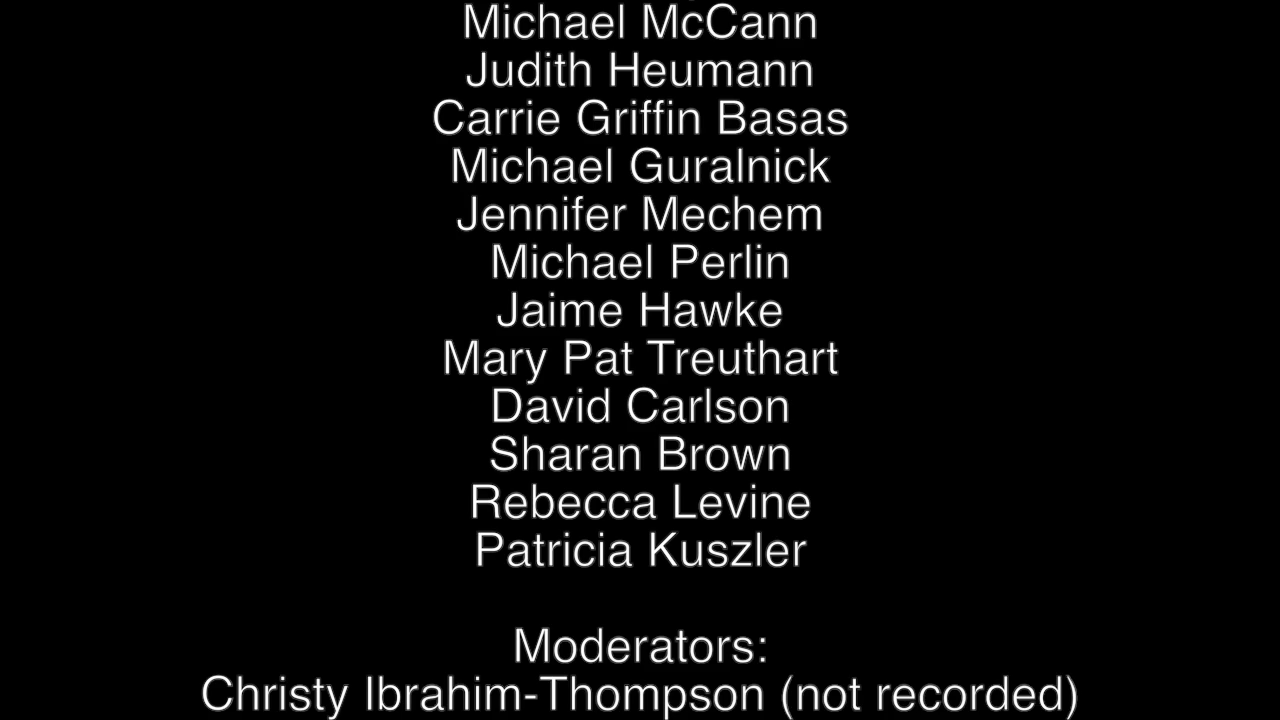 Michael McCann
Judith Heumann
Carrie Griffin Basas
Michael Guralnick
Jennifer Mechem
Michael Perlin
Jaime Hawke
Mary Pat Treuthart
David Carlson
Sharan Brown
Rebecca Levine
Patricia Kuszler
Moderators:
Christy Ibrahim-Thompson (not recorded)